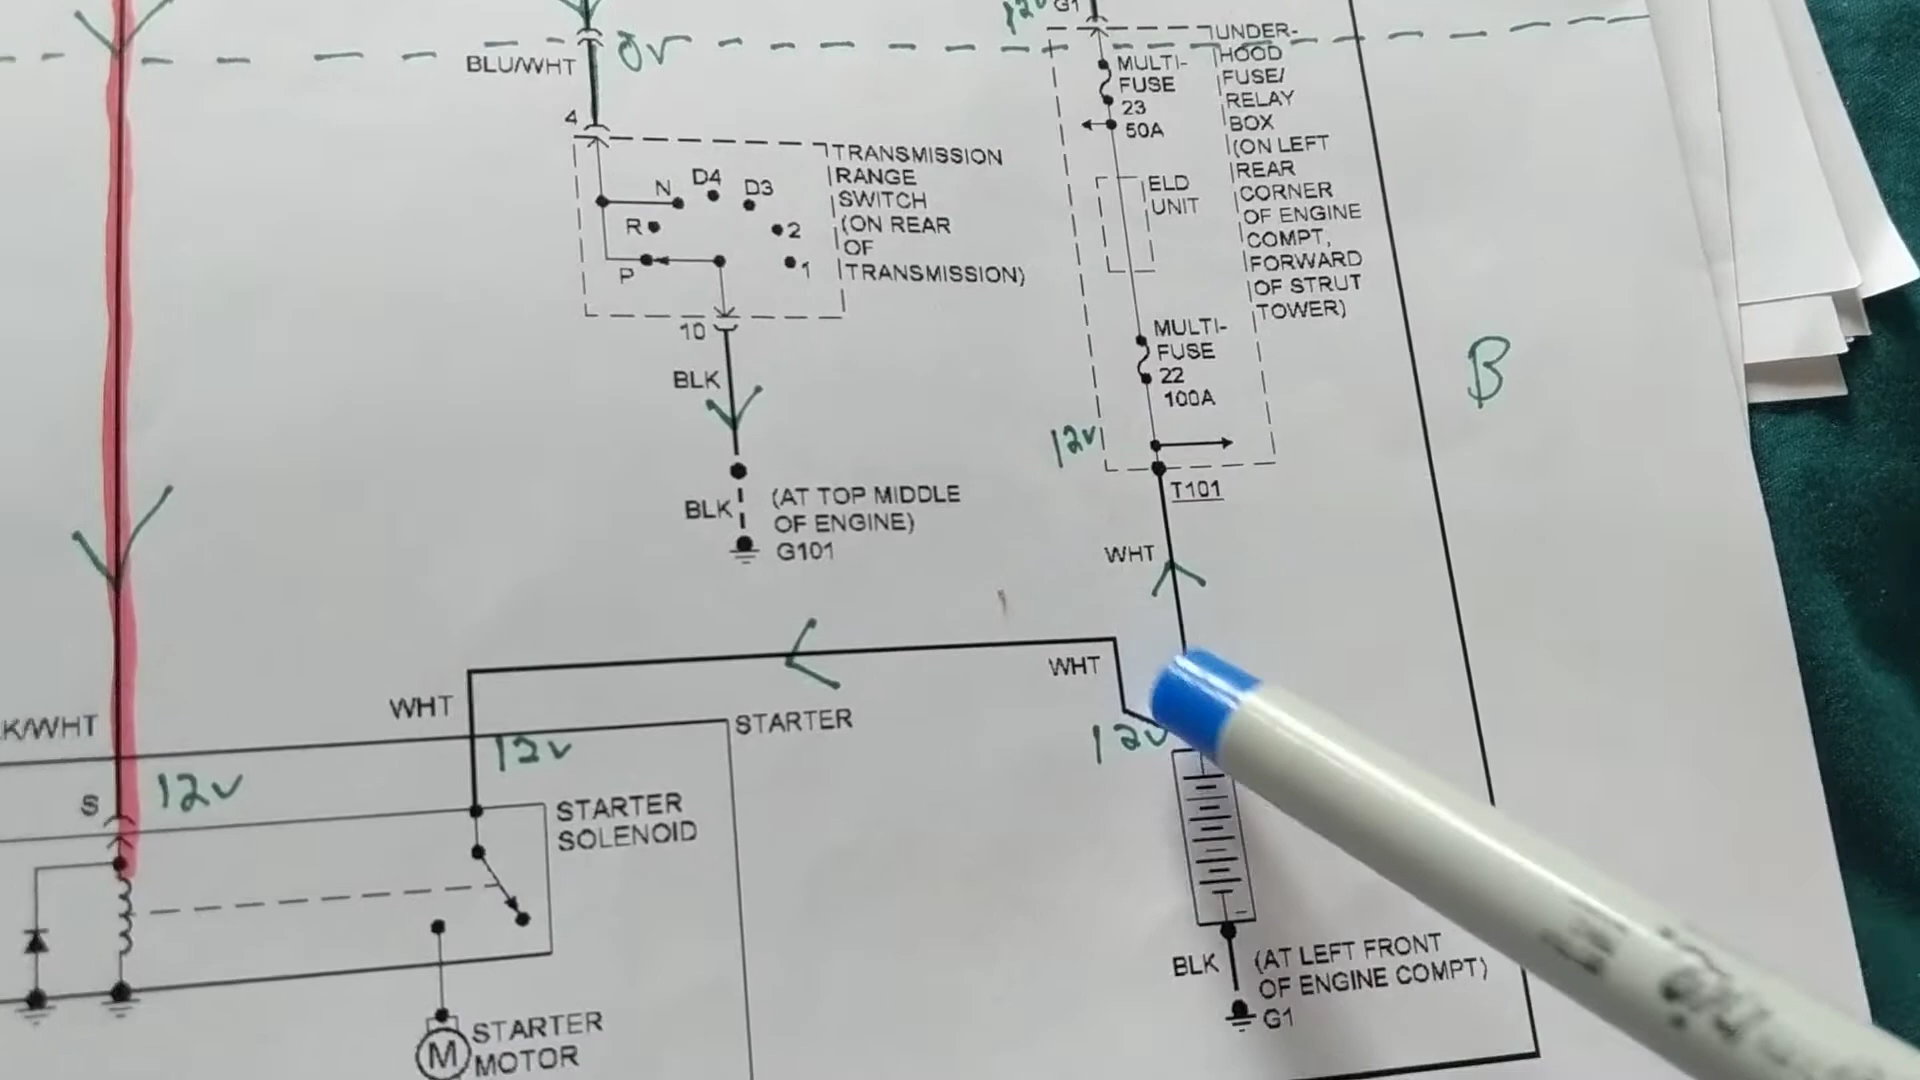 12v G1
BLU/WHT
0v
4
TRANSMISSION
RANGE
SWITCH
(ON REAR
OF
TRANSMISSION)
N
D4
D3
R
2
P
1
10
BLK
BLK
(AT TOP MIDDLE
OF ENGINE)
G101
MULTI-
FUSE
23
50A
UNDER-
HOOD
FUSE/
RELAY
BOX
(ON LEFT
REAR
CORNER
OF ENGINE
COMPT,
FORWARD
OF STRUT
TOWER)
ELD
UNIT
MULTI-
FUSE
22
100A
12v
T101
B
WHT
WHT
WHT
K/WHT
STARTER
12v
12v
S
12v
STARTER
SOLENOID
STARTER
MOTOR
M
BLK
(AT LEFT FRONT
OF ENGINE COMPT)
G1